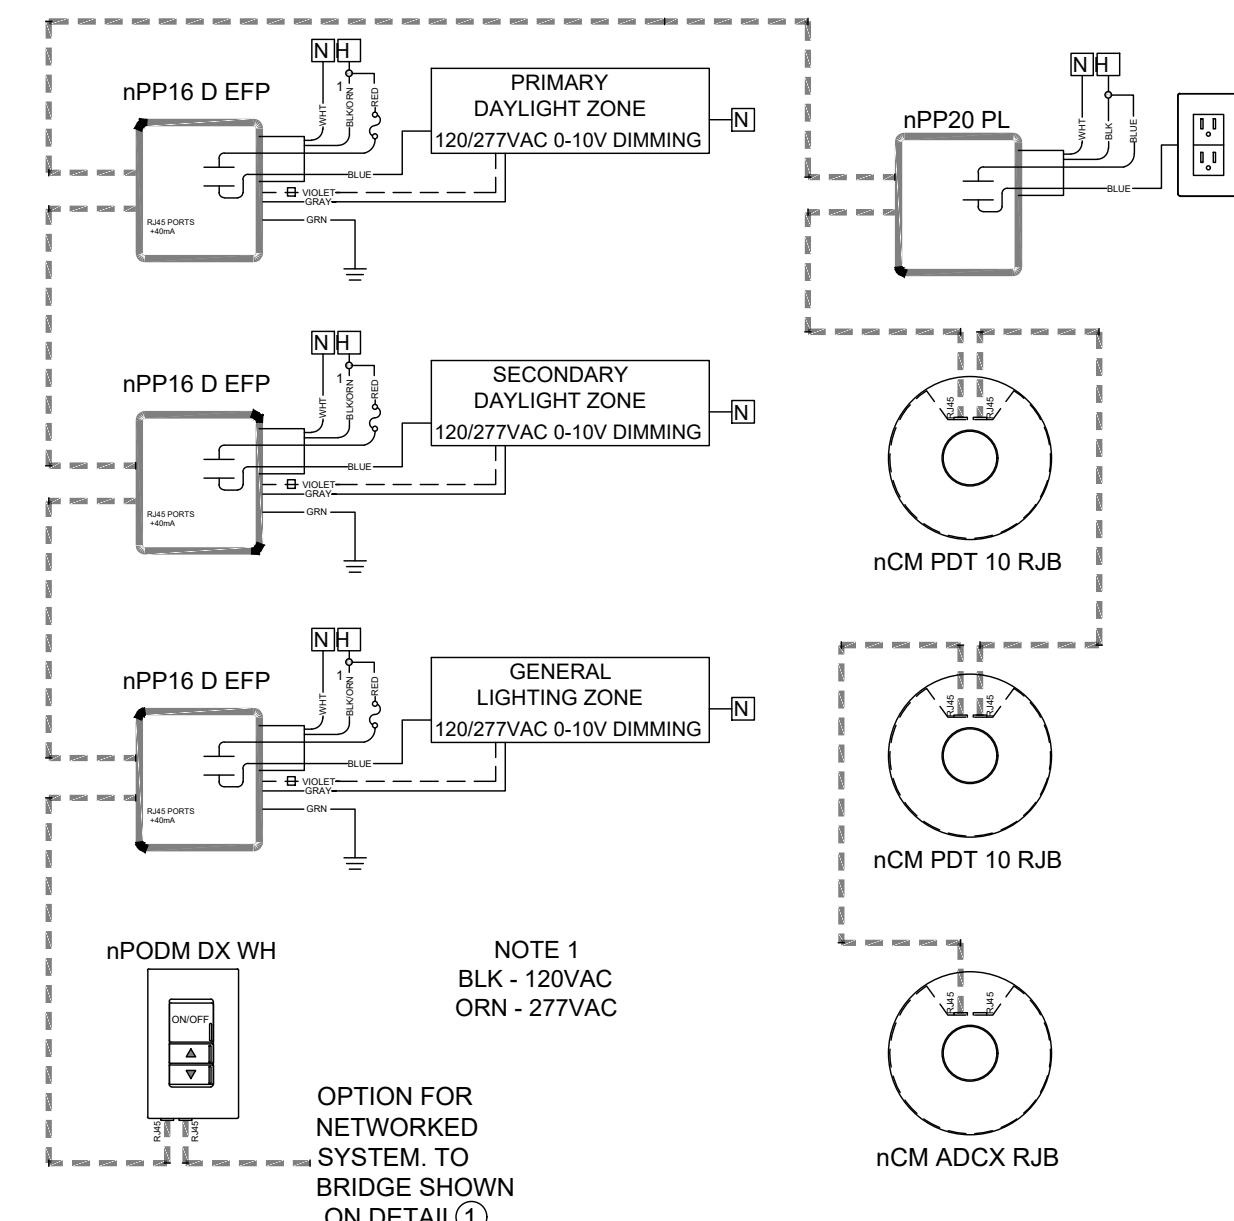 nPP16 D EFP
N H
WHT
1
BLK/ORN
RED
PRIMARY
DAYLIGHT ZONE
120/277VAC 0-10V DIMMING
N
BLUE
VIOLET
GRAY
GRN
RJ45 PORTS
+40mA
nPP20 PL
N H
WHT
BLK
BLUE
BLUE
nPP16 D EFP
N H
WHT
1
BLK/ORN
RED
SECONDARY
DAYLIGHT ZONE
120/277VAC 0-10V DIMMING
N
BLUE
VIOLET
GRAY
GRN
RJ45 PORTS
+40mA
RJ45
RJ45
nCM PDT 10 RJB
nPP16 D EFP
N H
WHT
1
BLK/ORN
RED
GENERAL
LIGHTING ZONE
120/277VAC 0-10V DIMMING
N
BLUE
VIOLET
GRAY
GRN
RJ45 PORTS
+40mA
RJ45
RJ45
nCM PDT 10 RJB
nPODM DX WH
ON/OFF
RJ45
RJ45
NOTE 1
BLK - 120VAC
ORN - 277VAC
OPTION FOR
NETWORKED
SYSTEM. TO
BRIDGE SHOWN
ON DETAIL 1
RJ45
RJ45
nCM ADCX RJB